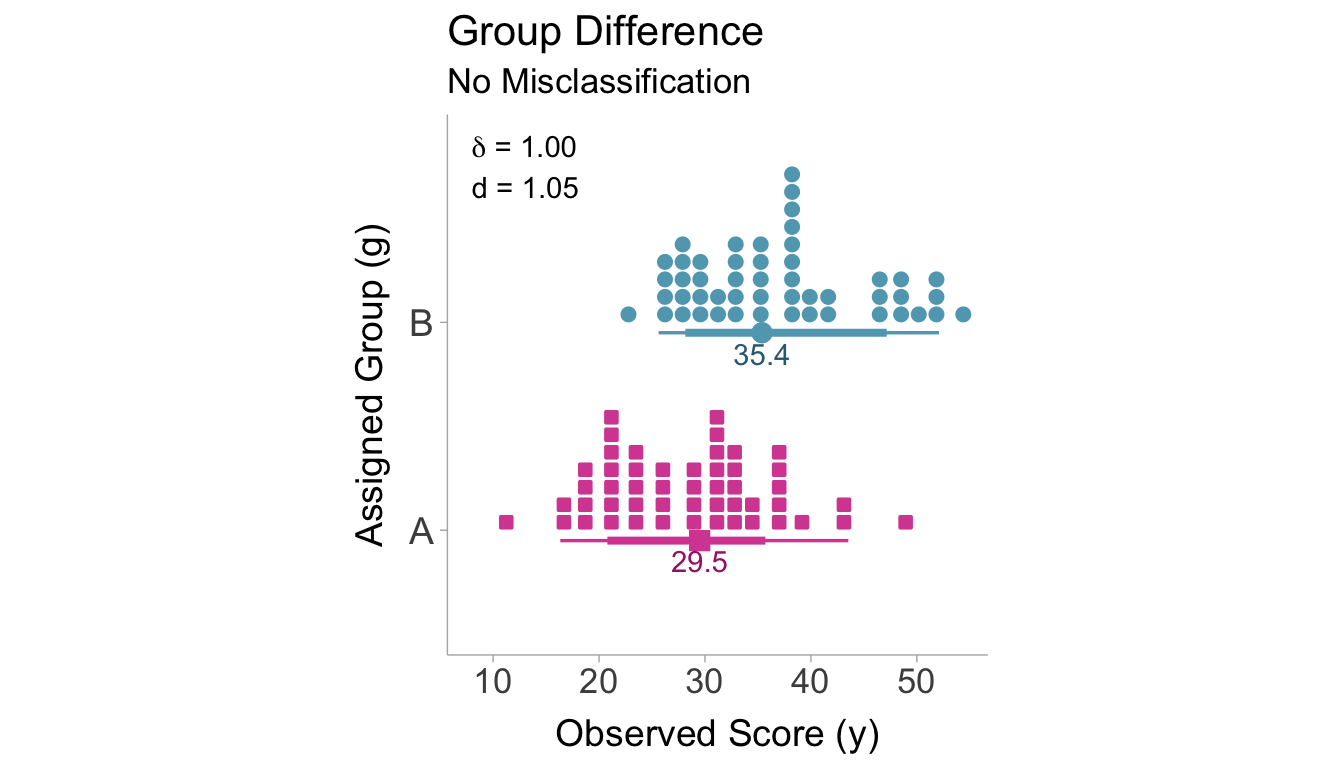 Group Difference
No Misclassification
δ = 1.00
d = 1.05
Assigned Group (g)
B
35.4
A
29.5
10 20 30 40 50
Observed Score (y)